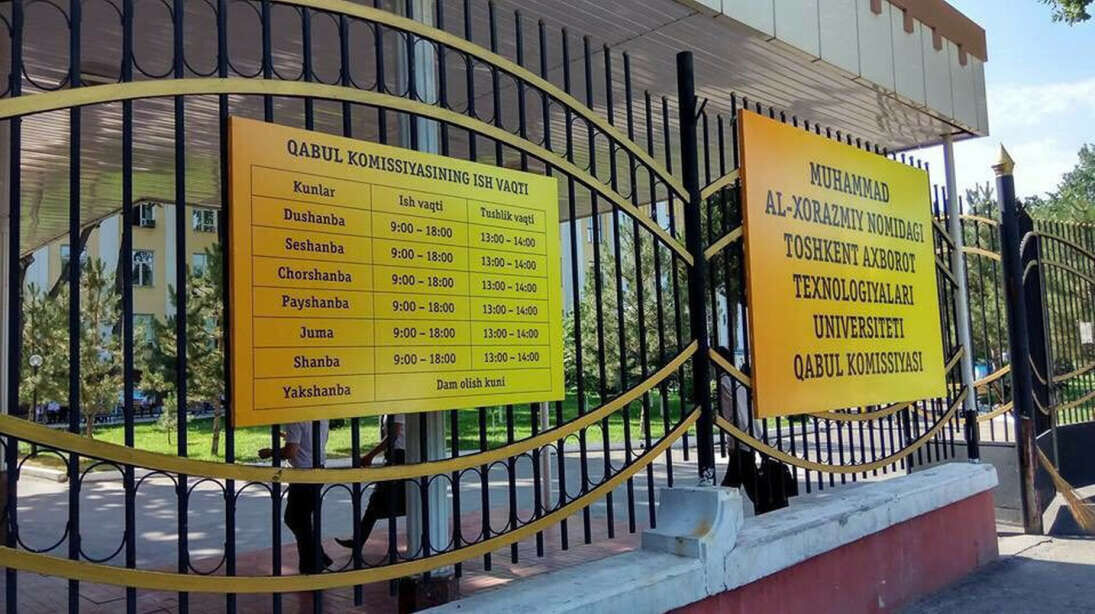 QABUL KOMISSIYASINING ISH VAQTI
Kunlar Ish vaqti Tushlik vaqti
Dushanba 9:00 – 18:00 13:00 – 14:00
Seshanba 9:00 – 18:00 13:00 – 14:00
Chorshanba 9:00 – 18:00 13:00 – 14:00
Payshanba 9:00 – 18:00 13:00 – 14:00
Juma 9:00 – 18:00 13:00 – 14:00
Shanba 9:00 – 18:00 13:00 – 14:00
Yakshanba Dam olish kuni
MUHAMMAD
AL-XORAZMIY NOMIDAGI
TOSHKENT AXBOROT
TEXNOLOGIYALARI
UNIVERSITETI
QABUL KOMISSIYASI